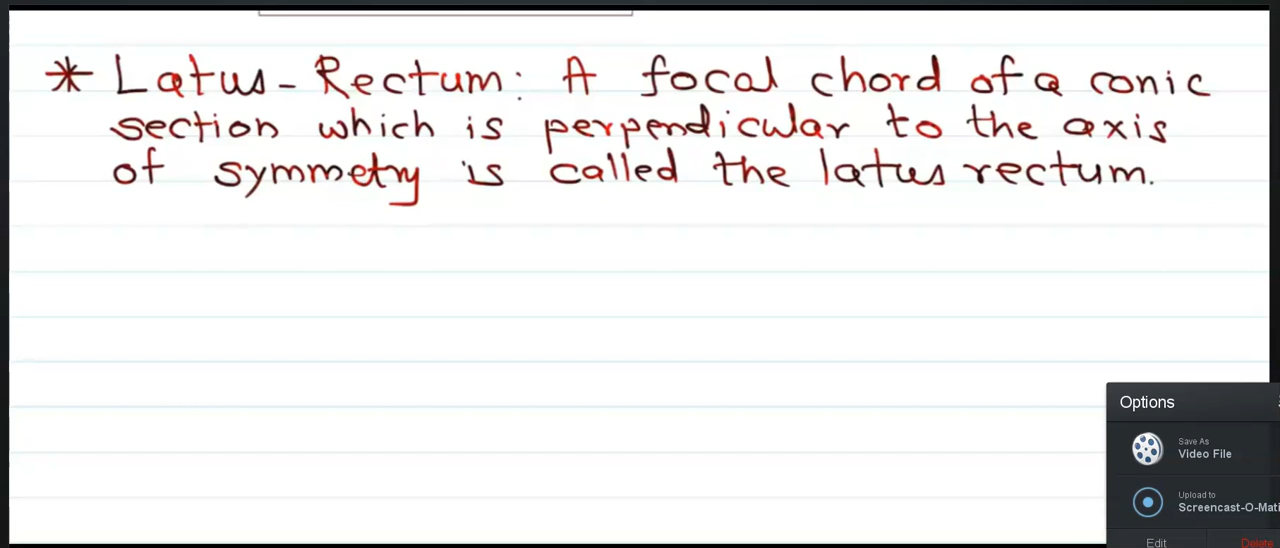 * Latus-Rectum: A focal chord of a conic
section which is perpendicular to the axis
of symmetry is called the latus rectum.
Options
Save As
Video File
Upload to
Screencast-O-Mati
Edit Delete